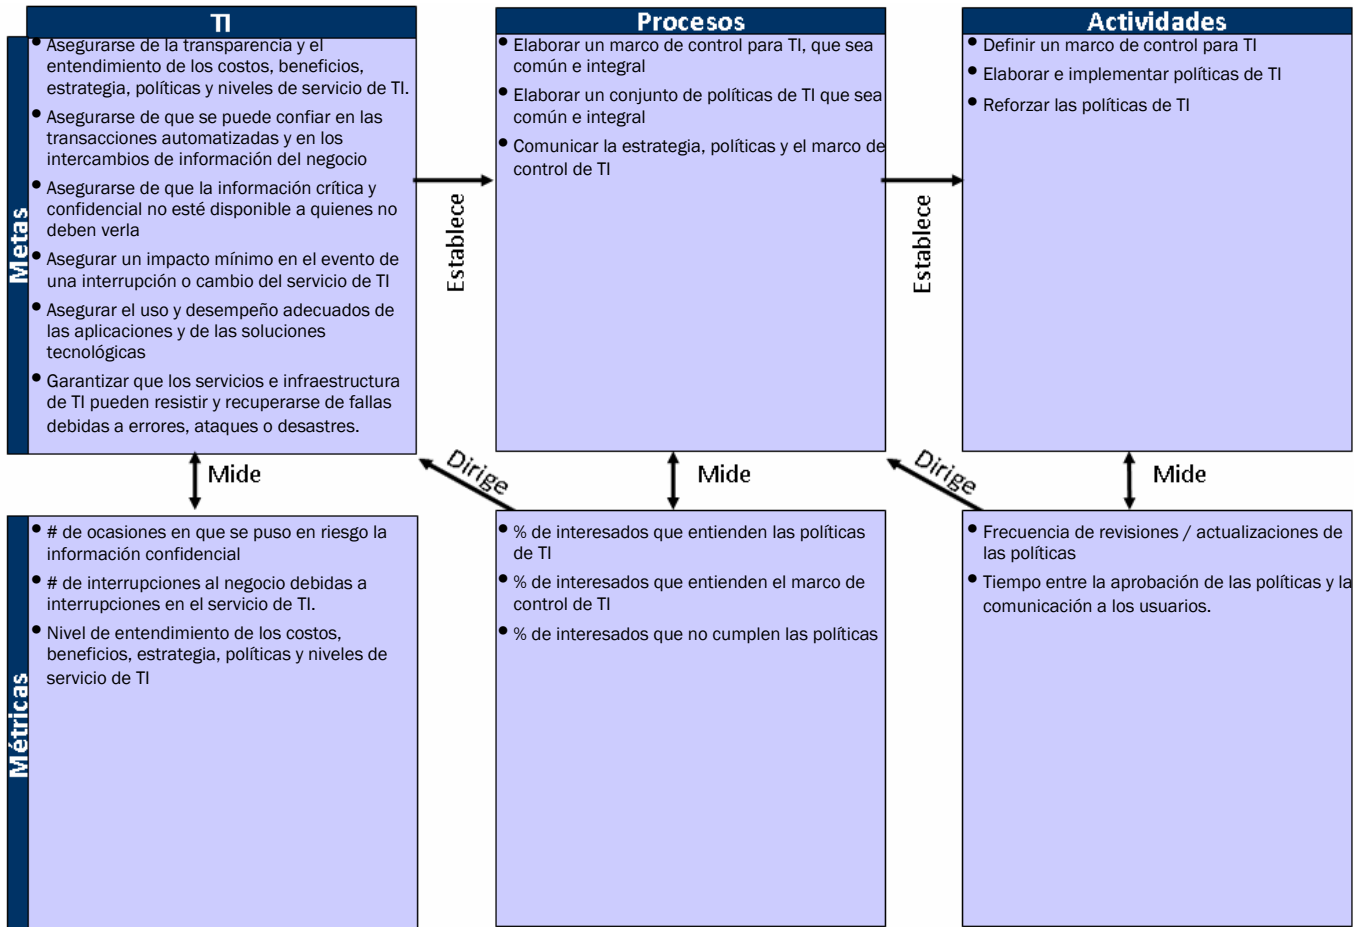 TI
Procesos
Actividades
Metas
• Asegurarse de la transparencia y el
entendimiento de los costos, beneficios,
estrategia, políticas y niveles de servicio de TI.
• Asegurarse de que se puede confiar en las
transacciones automatizadas y en los
intercambios de información del negocio
• Asegurarse de que la información crítica y
confidencial no esté disponible a quienes no
deben verla
• Asegurar un impacto mínimo en el evento de
una interrupción o cambio del servicio de TI
• Asegurar el uso y desempeño adecuados de
las aplicaciones y de las soluciones
tecnológicas
• Garantizar que los servicios e infraestructura
de TI pueden resistir y recuperarse de fallas
debidas a errores, ataques o desastres.
Establece
• Elaborar un marco de control para TI, que sea
común e integral
• Elaborar un conjunto de políticas de TI que sea
común e integral
• Comunicar la estrategia, políticas y el marco de
control de TI
Establece
• Definir un marco de control para TI
• Elaborar e implementar políticas de TI
• Reforzar las políticas de TI
Mide
Dirige
Mide
Dirige
Mide
Métricas
• # de ocasiones en que se puso en riesgo la
información confidencial
• # de interrupciones al negocio debidas a
interrupciones en el servicio de TI.
• Nivel de entendimiento de los costos,
beneficios, estrategia, políticas y niveles de
servicio de TI
• % de interesados que entienden las políticas
de TI
• % de interesados que entienden el marco de
control de TI
• % de interesados que no cumplen las políticas
• Frecuencia de revisiones / actualizaciones de
las políticas
• Tiempo entre la aprobación de las políticas y la
comunicación a los usuarios.